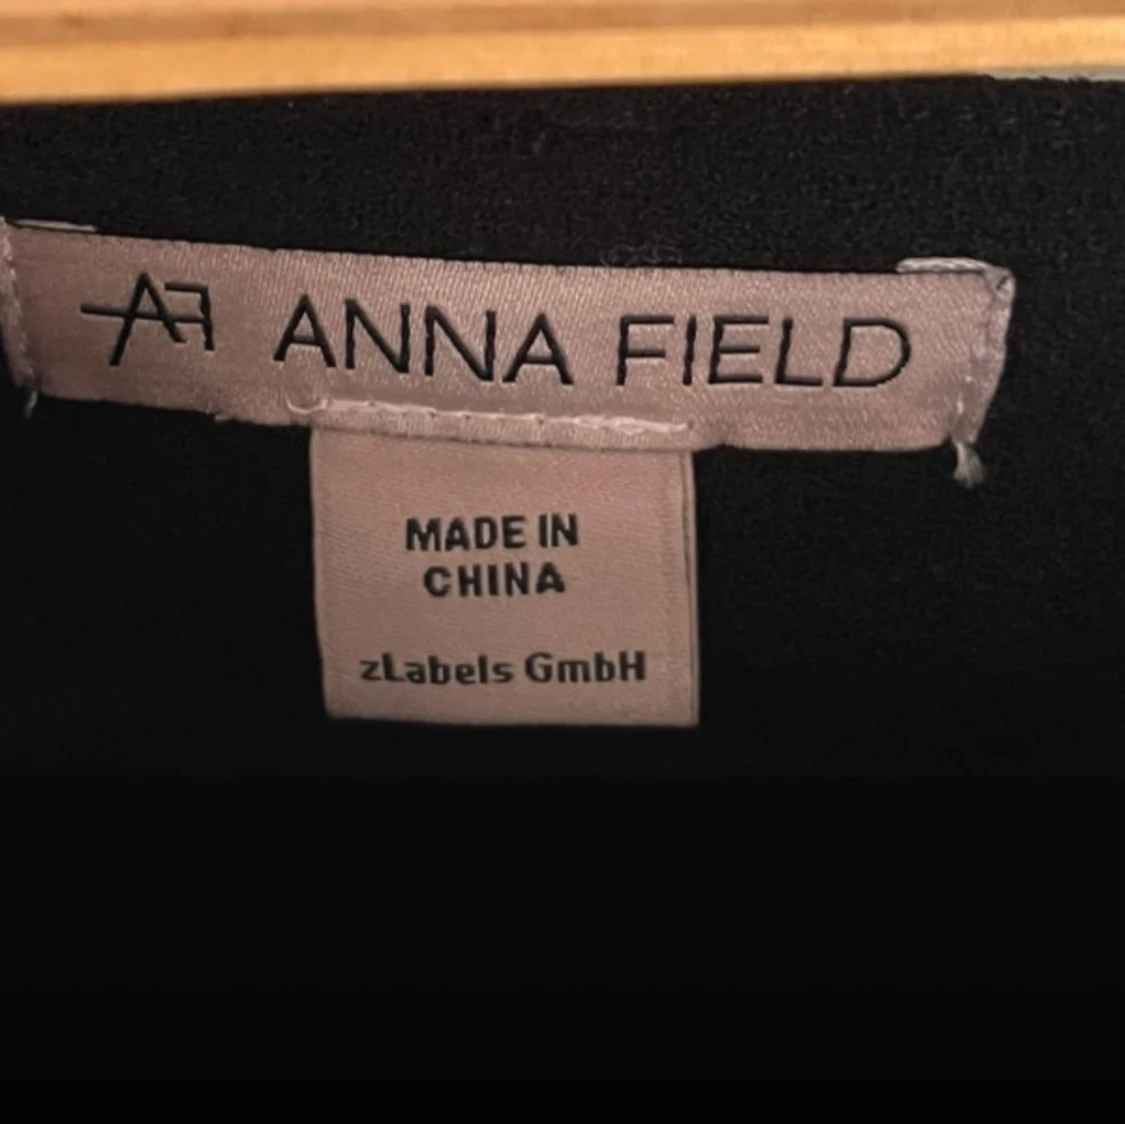 AF ANNA FIELD
MADE IN
CHINA
zLabels GmbH